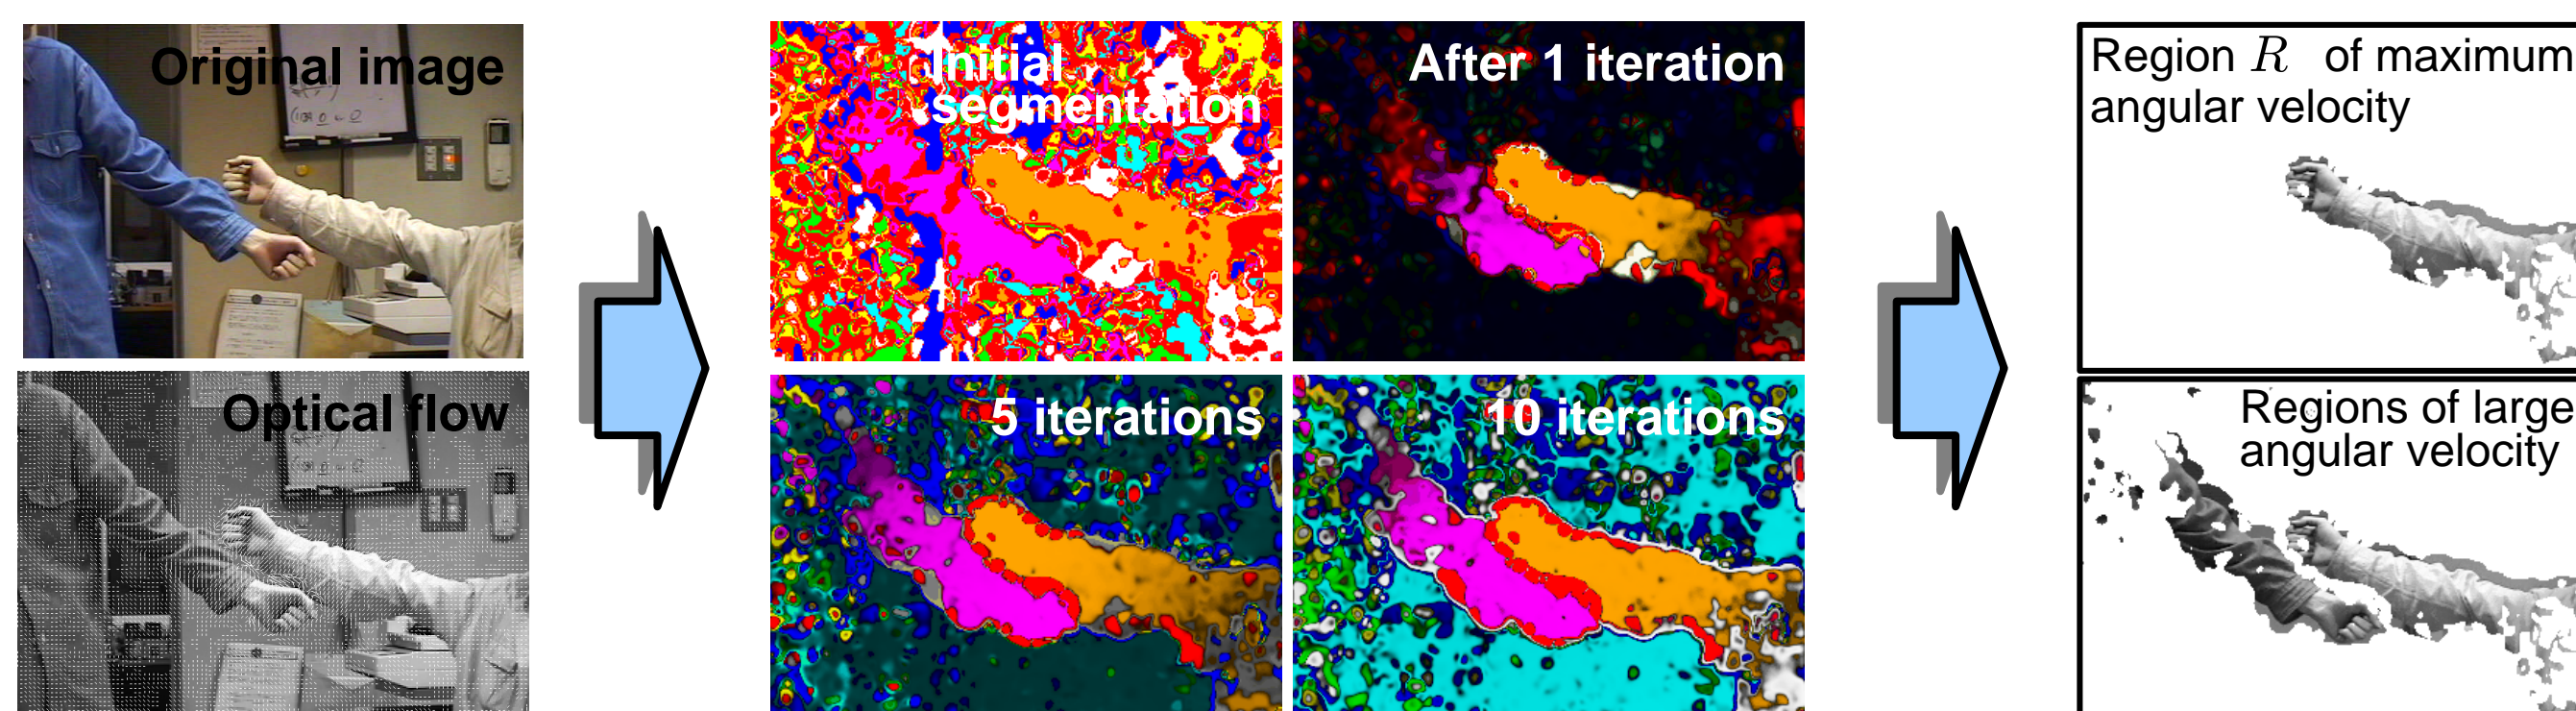 Original image
Optical flow
Initial
segmentation
After 1 iteration
5 iterations
10 iterations
Region R of maximum
angular velocity
Regions of large
angular velocity